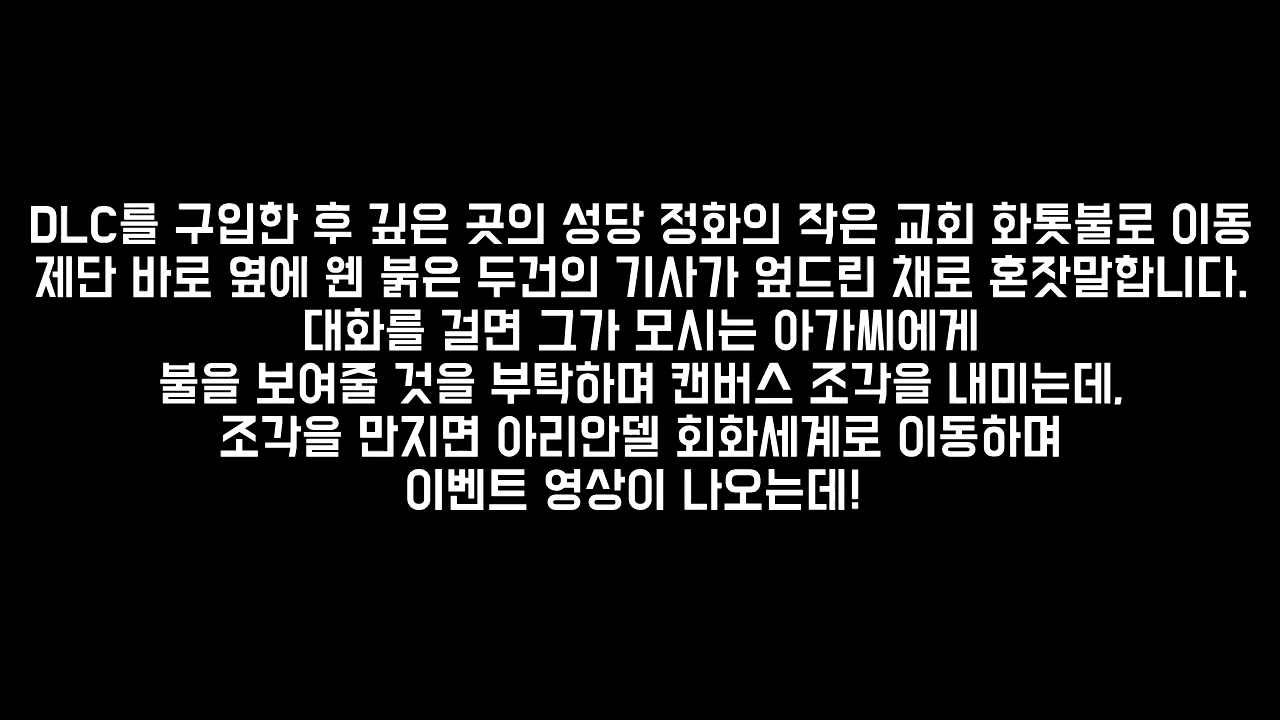 DLC를 구입한 후 깊은 곳의 성당 정화의 작은 교회 화톳불로 이동
제단 바로 옆에 웬 붉은 두건의 기사가 엎드린 채로 혼잣말합니다.
대화를 걸면 그가 모시는 아가씨에게
불을 보여줄 것을 부탁하며 캔버스 조각을 내미는데,
조각을 만지면 아리안델 회화세계로 이동하며
이벤트 영상이 나오는데!